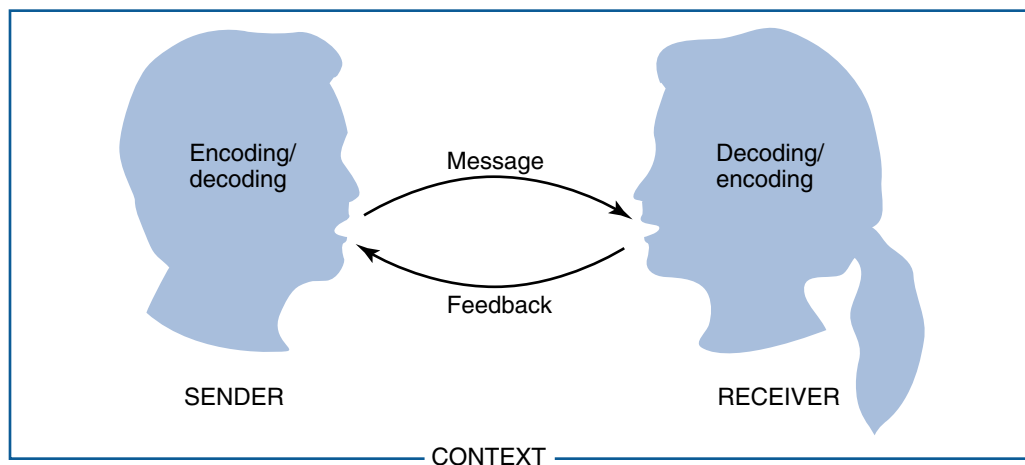 Encoding/
decoding
Message
Decoding/
encoding
Feedback
SENDER
RECEIVER
CONTEXT